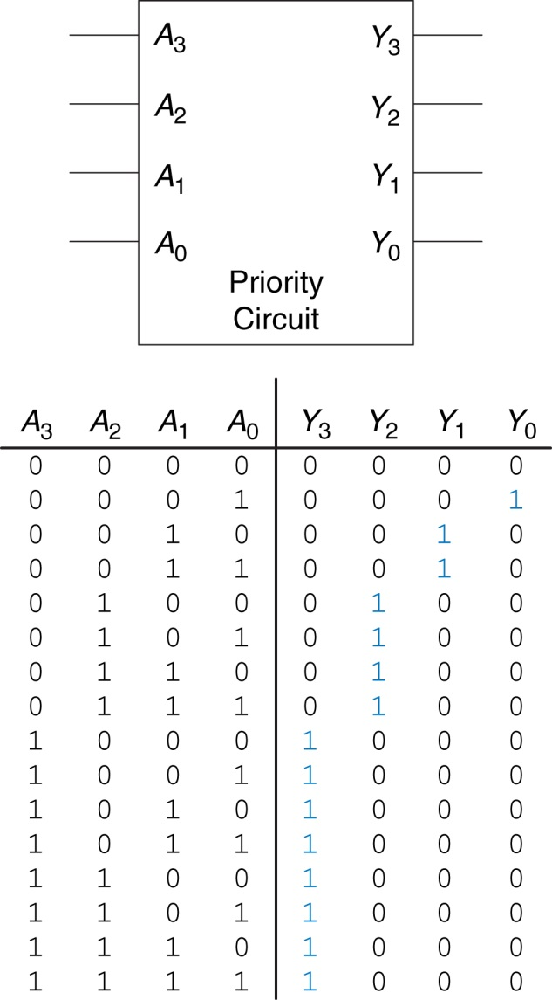 A3 Y3
A2 Y2
A1 Y1
A0 Y0
Priority
Circuit
A3 A2 A1 A0 Y3 Y2 Y1 Y0
0 0 0 0 0 0 0 0
0 0 0 1 0 0 0 1
0 0 1 0 0 0 1 0
0 0 1 1 0 0 1 0
0 1 0 0 0 1 0 0
0 1 0 1 0 1 0 0
0 1 1 0 0 1 0 0
0 1 1 1 0 1 0 0
1 0 0 0 1 0 0 0
1 0 0 1 1 0 0 0
1 0 1 0 1 0 0 0
1 0 1 1 1 0 0 0
1 1 0 0 1 0 0 0
1 1 0 1 1 0 0 0
1 1 1 0 1 0 0 0
1 1 1 1 1 0 0 0